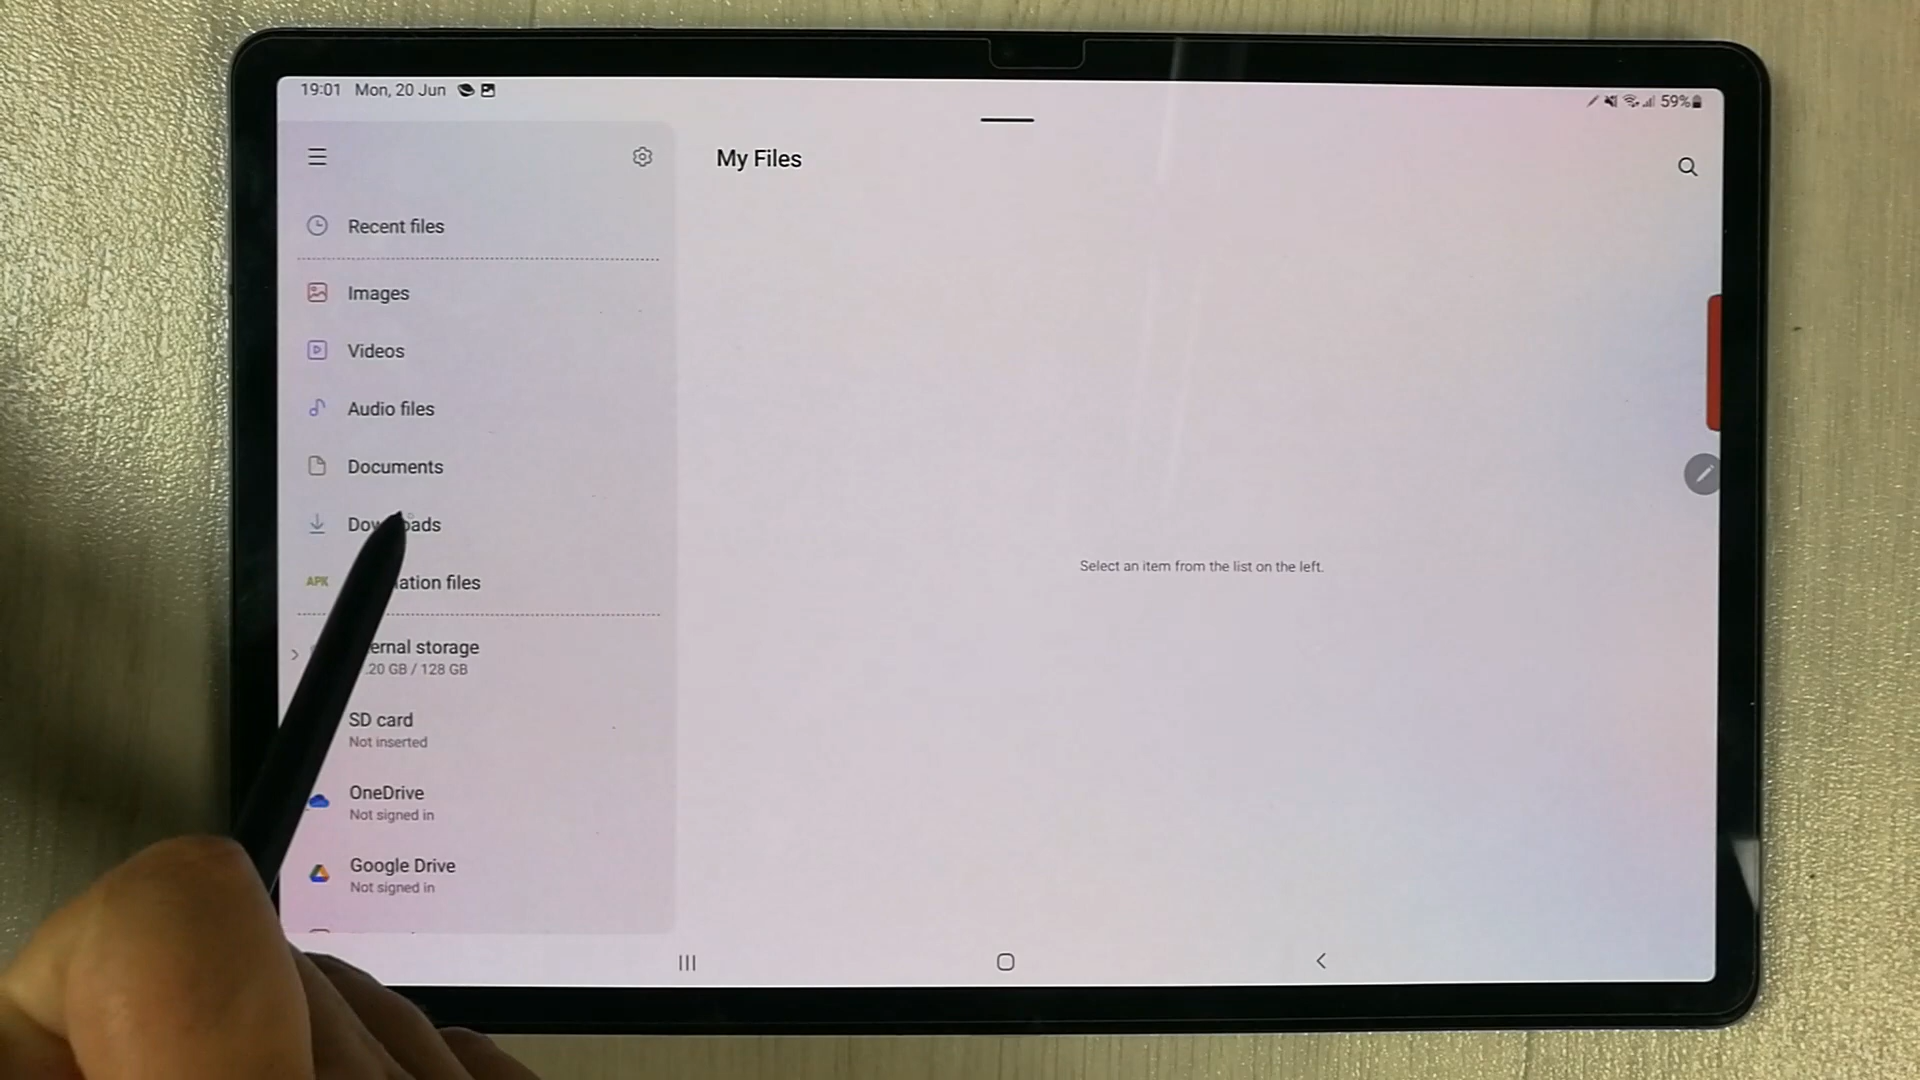 19:01 Mon, 20 Jun
59%
My Files
Recent files
Images
Videos
Audio files
Documents
Downloads
APK files
storage
20 GB / 128 GB
SD card
Not inserted
OneDrive
Not signed in
Google Drive
Not signed in
Select an item from the list on the left.